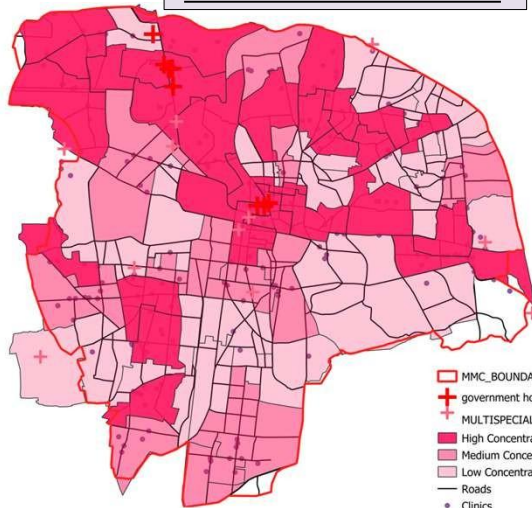 MMC_BOUNDA
government ho
MULTISPECIAL
High Concentra
Medium Conce
Low Concentra
Roads
Clinics